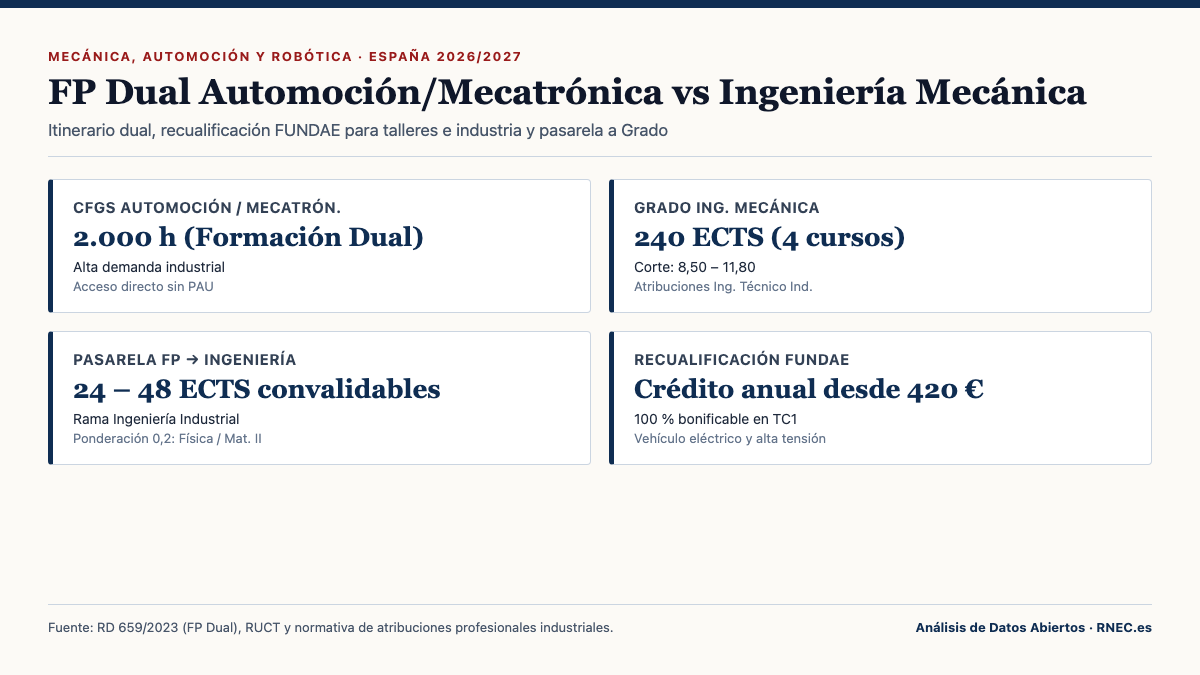 MECÁNICA, AUTOMOCIÓN Y ROBÓTICA · ESPAÑA 2026/2027
FP Dual Automoción/Mecatrónica vs Ingeniería Mecánica
Itinerario dual, recualificación FUNDAE para talleres e industria y pasarela a Grado
CFGS AUTOMOCIÓN / MECATRÓN.
2.000 h (Formación Dual)
Alta demanda industrial
Acceso directo sin PAU
GRADO ING. MECÁNICA
240 ECTS (4 cursos)
Corte: 8,50 – 11,80
Atribuciones Ing. Técnico Ind.
PASARELA FP → INGENIERÍA
24 – 48 ECTS convalidables
Rama Ingeniería Industrial
Ponderación 0,2: Física / Mat. II
RECUALIFICACIÓN FUNDAE
Crédito anual desde 420 €
100 % bonificable en TC1
Vehículo eléctrico y alta tensión
Fuente: RD 659/2023 (FP Dual), RUCT y normativa de atribuciones profesionales industriales.
Análisis de Datos Abiertos · RNEC.es